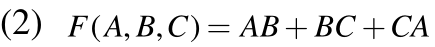 (2) F(A,B,C) = AB + BC + CA